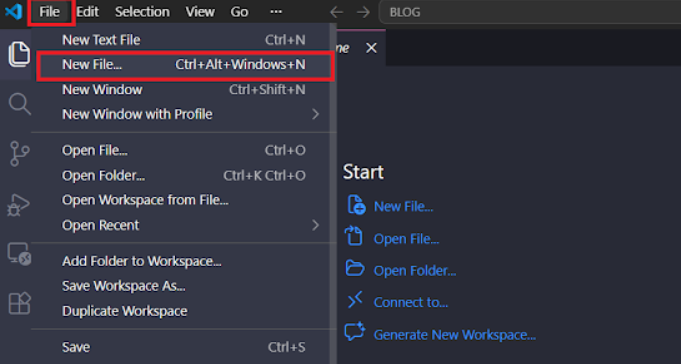 File Edit Selection View Go ··· BLOG
New Text File Ctrl+N
New File... Ctrl+Alt+Windows+N
New Window Ctrl+Shift+N
New Window with Profile
Open File... Ctrl+O
Open Folder... Ctrl+K Ctrl+O
Open Workspace from File...
Open Recent
Add Folder to Workspace...
Save Workspace As...
Duplicate Workspace
Save Ctrl+S
Start
New File...
Open File...
Open Folder...
Connect to...
Generate New Workspace...